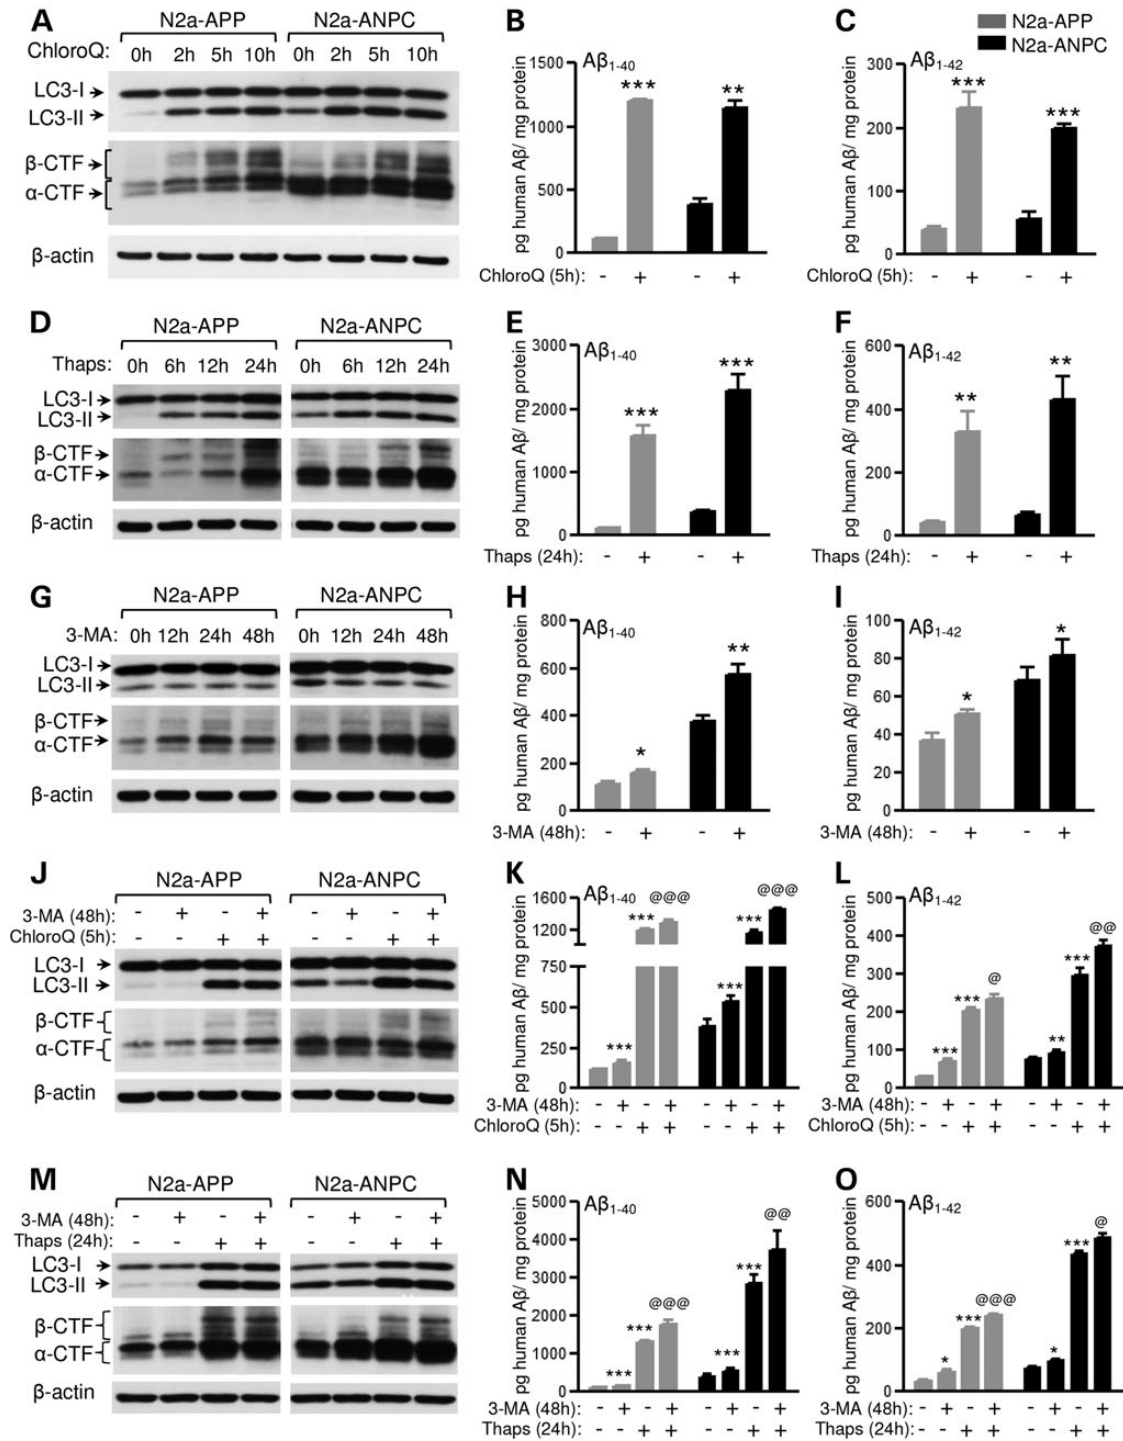 A N2a-APP N2a-ANPC
ChloroQ: 0h 2h 5h 10h 0h 2h 5h 10h
LC3-I
LC3-II
β-CTF
α-CTF
β-actin
B
Aβ1-40
pg human Aβ/ mg protein
1500
1000
500
0
*** **
ChloroQ (5h): - + - +
C
N2a-APP
N2a-ANPC
Aβ1-42
pg human Aβ/ mg protein
300
200
100
0
*** ***
ChloroQ (5h): - + - +
D N2a-APP N2a-ANPC
Thaps: 0h 6h 12h 24h 0h 6h 12h 24h
LC3-I
LC3-II
β-CTF
α-CTF
β-actin
E
Aβ1-40
pg human Aβ/ mg protein
3000
2000
1000
0
*** ***
Thaps (24h): - + - +
F
Aβ1-42
pg human Aβ/ mg protein
600
400
200
0
** **
Thaps (24h): - + - +
G N2a-APP N2a-ANPC
3-MA: 0h 12h 24h 48h 0h 12h 24h 48h
LC3-I
LC3-II
β-CTF
α-CTF
β-actin
H
Aβ1-40
pg human Aβ/ mg protein
800
600
400
200
0
* **
3-MA (48h): - + - +
I
Aβ1-42
pg human Aβ/ mg protein
100
80
60
40
20
0
* *
3-MA (48h): - + - +
J N2a-APP N2a-ANPC
3-MA (48h): - + - + - + - +
ChloroQ (5h): - - + + - - + +
LC3-I
LC3-II
β-CTF
α-CTF
β-actin
K
Aβ1-40
pg human Aβ/ mg protein
1600
1200
750
500
250
0
*** *** @@@ *** *** @@@
3-MA (48h): - + - + - + - +
ChloroQ (5h): - - + + - - + +
L
Aβ1-42
pg human Aβ/ mg protein
500
400
300
200
100
0
*** *** @ ** *** @@
3-MA (48h): - + - + - + - +
ChloroQ (5h): - - + + - - + +
M N2a-APP N2a-ANPC
3-MA (48h): - + - + - + - +
Thaps (24h): - - + + - - + +
LC3-I
LC3-II
β-CTF
α-CTF
β-actin
N
Aβ1-40
pg human Aβ/ mg protein
5000
4000
3000
2000
1000
0
*** *** @@@ *** *** @@
3-MA (48h): - + - + - + - +
Thaps (24h): - - + + - - + +
O
Aβ1-42
pg human Aβ/ mg protein
600
400
200
0
* *** @@@ * *** @
3-MA (48h): - + - + - + - +
Thaps (24h): - - + + - - + +